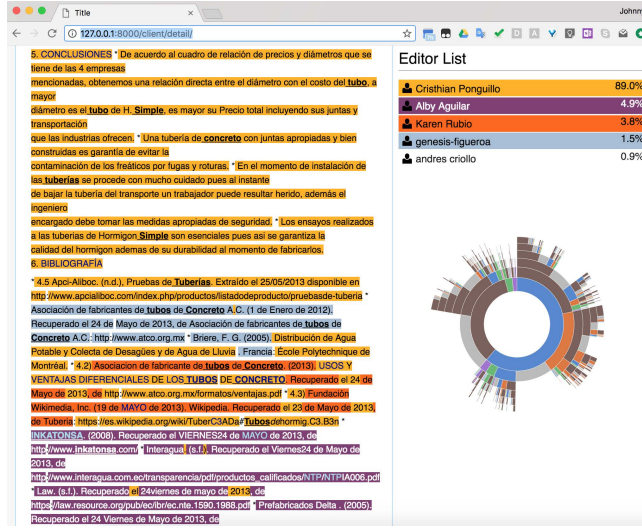 Title
×
Johnny
127.0.0.1:8000/client/detail/
5. CONCLUSIONES * De acuerdo al cuadro de relación de precios y diámetros que se
tiene de las 4 empresas
mencionadas, obtenemos una relación directa entre el diámetro con el costo del tubo, a
mayor
diámetro es el tubo de H. Simple, es mayor su Precio total incluyendo sus juntas y
transportación
que las industrias ofrecen. * Una tubería de concreto con juntas apropiadas y bien
construidas es garantía de evitar la
contaminación de los freáticos por fugas y roturas. * En el momento de instalación de
las tuberías se procede con mucho cuidado pues al instante
de bajar la tubería del transporte un trabajador puede resultar herido, además el
ingeniero
encargado debe tomar las medidas apropiadas de seguridad. * Los ensayos realizados
a las tuberias de Hormigon Simple son esenciales pues asi se garantiza la
calidad del hormigon ademas de su durabilidad al momento de fabricarlos.
6. BIBLIOGRAFÍA
* 4.5 Apci-Aliboc. (n.d.), Pruebas de Tuberías. Extraído el 25/05/2013 disponible en
http://www.apcialiboc.com/index.php/productos/listadodeproducto/pruebasde-tuberia *
Asociación de fabricantes de tubos de Concreto A.C. (1 de Enero de 2012).
Recuperado el 24 de Mayo de 2013, de Asociación de fabricantes de tubos de
Concreto A.C.: http://www.atco.org.mx * Briere, F. G. (2005). Distribución de Agua
Potable y Colecta de Desagües y de Agua de Lluvia . Francia: École Polytechnique de
Montréal. * 4.2) Asociacion de fabricante de tubos de Concreto. (2013). USOS Y
VENTAJAS DIFERENCIALES DE LOS TUBOS DE CONCRETO. Recuperado el 24 de
Mayo de 2013, de http://www.atco.org.mx/formatos/ventajas.pdf * 4.3) Fundación
Wikimedia, Inc. (19 de MAYO de 2013). Wikipedia. Recuperado el 23 de Mayo de 2013,
de Tuberia: https://es.wikipedia.org/wiki/TuberC3ADa#Tubosdehormig.C3.B3n *
INKATONSA. (2008). Recuperado el VIERNES24 de MAYO de 2013, de
http://www.inkatonsa.com/ * Interagua. (s.f.). Recuperado el Viernes24 de Mayo de
2013, de
http://www.interagua.com.ec/transparencia/pdf/productos_calificados/NTP/NTPIA006.pdf
* Law. (s.f.). Recuperado el 24viernes de mayo de 2013, de
https://law.resource.org/pub/ec/ibr/ec.nte.1590.1988.pdf * Prefabricados Delta . (2005).
Recuperado el 24 Viernes de Mayo de 2013, de
Editor List
Cristhian Ponguillo 89.0%
Alby Aguilar 4.9%
Karen Rubio 3.8%
genesis-figueroa 1.5%
andres criollo 0.9%